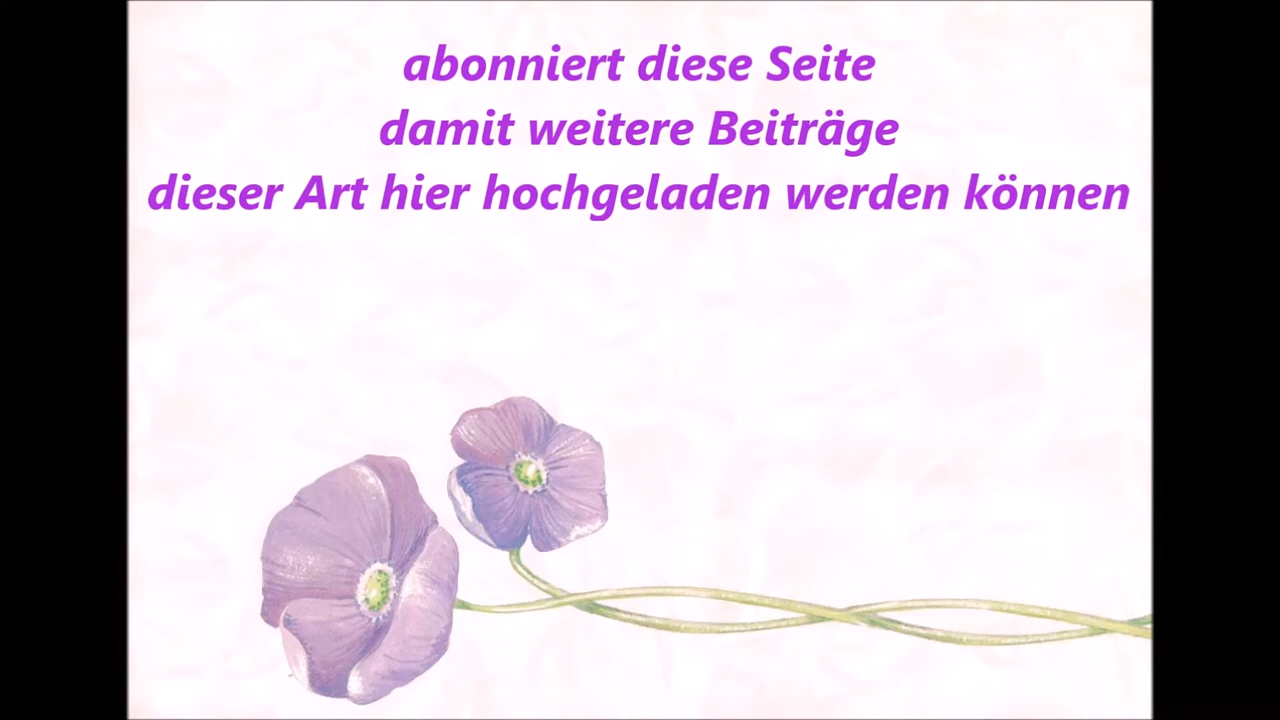 abonniert diese Seite
damit weitere Beiträge
dieser Art hier hochgeladen werden können